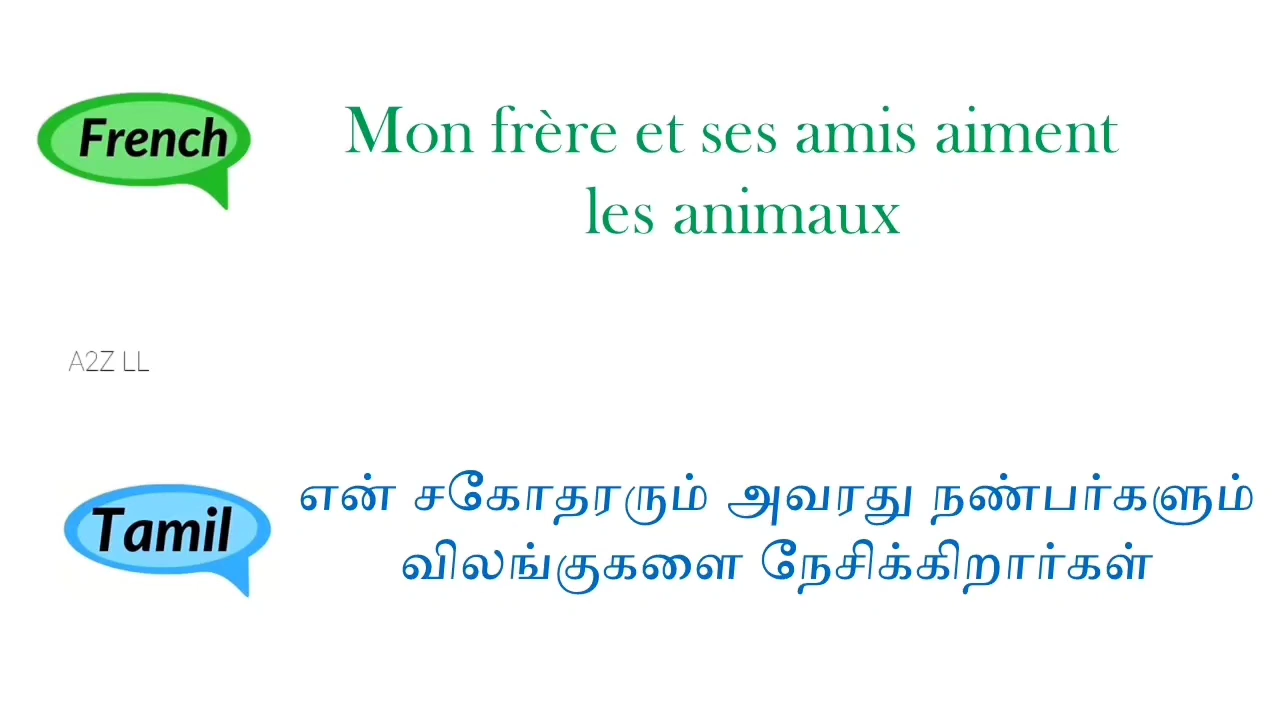 French
Mon frère et ses amis aiment
les animaux
A2Z LL
Tamil
என் சகோதரரும் அவரது நண்பர்களும்
விலங்குகளை நேசிக்கிறார்கள்